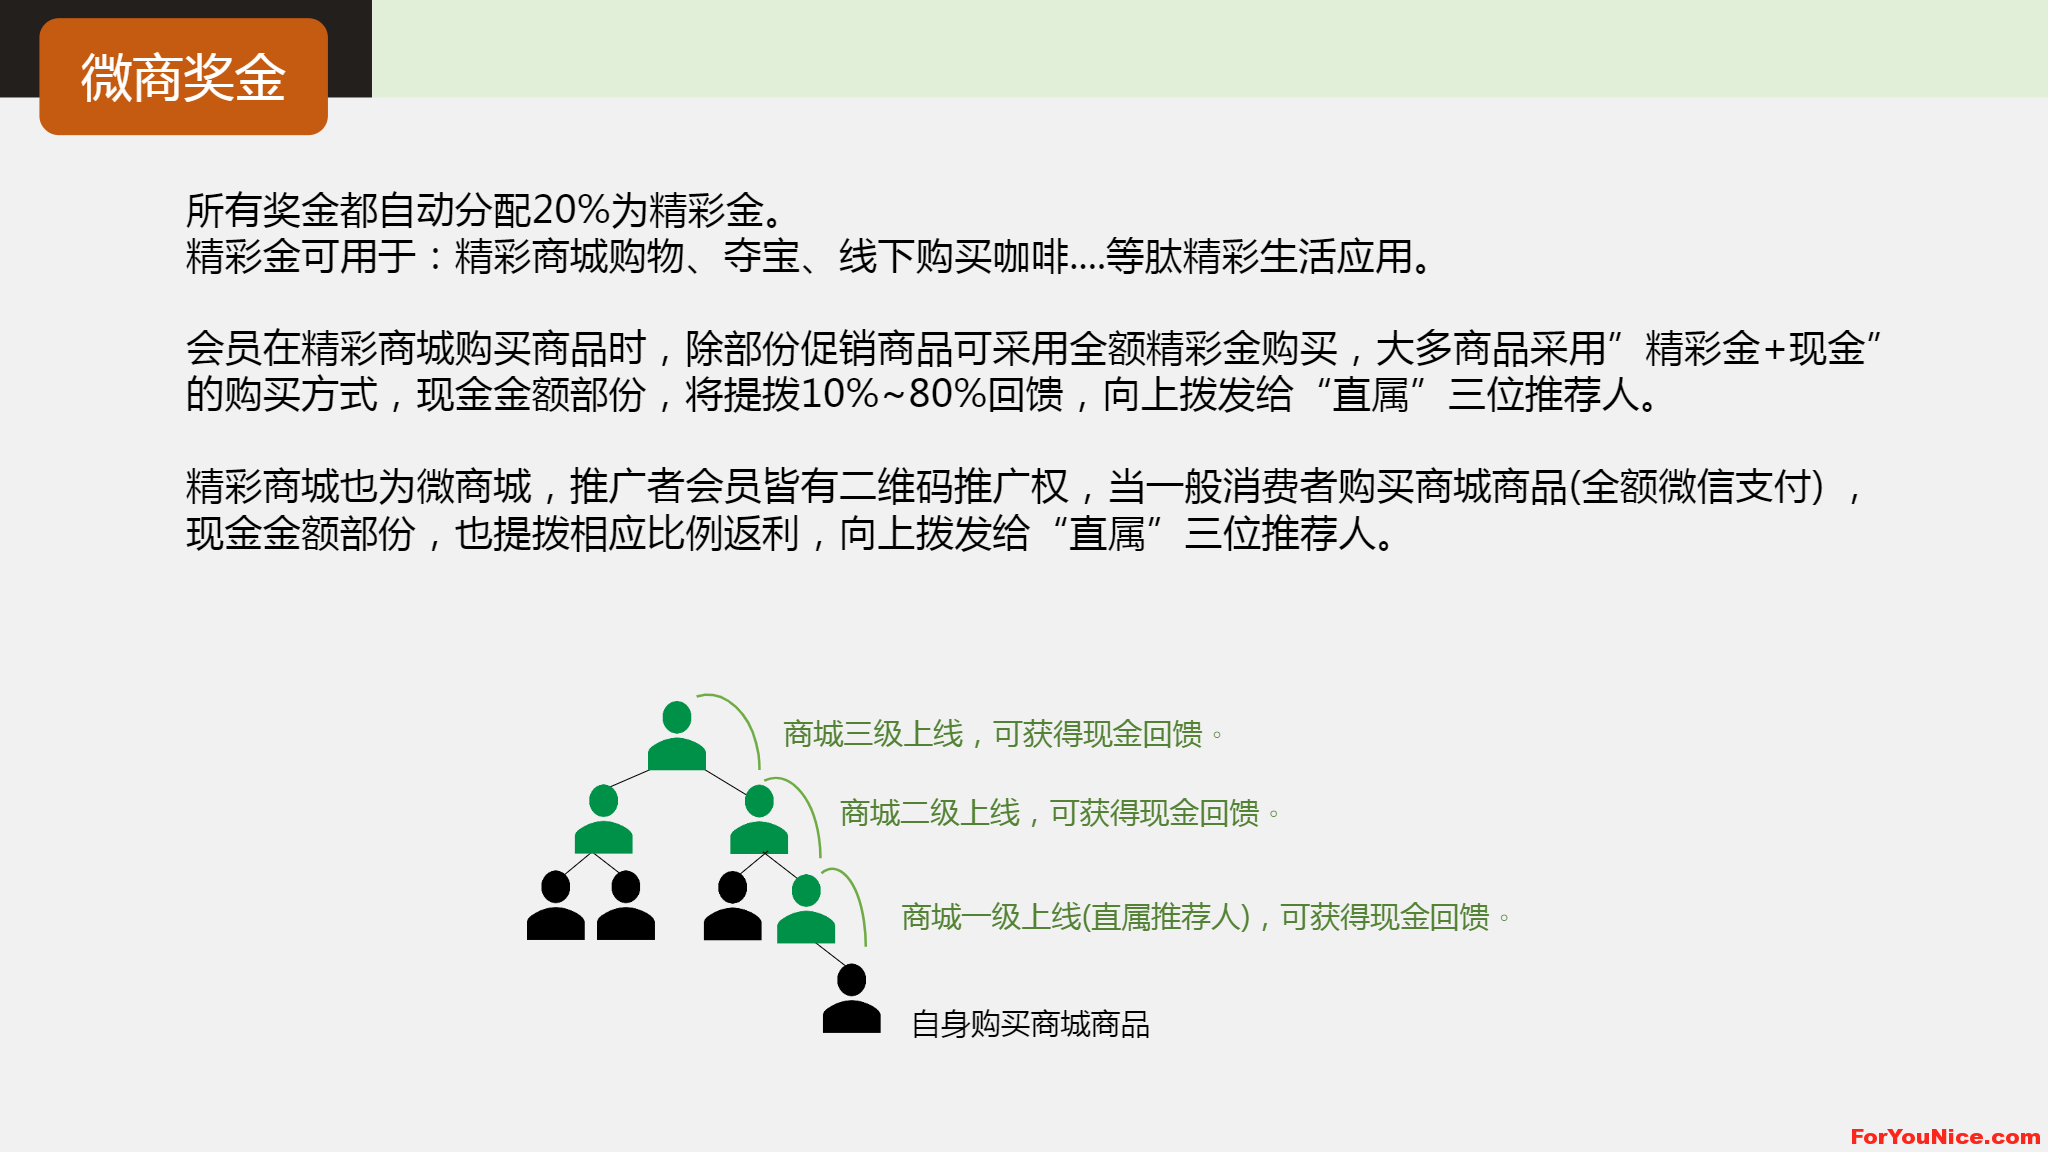 微商奖金
所有奖金都自动分配20%为精彩金。
精彩金可用于：精彩商城购物、夺宝、线下购买咖啡....等肽精彩生活应用。
会员在精彩商城购买商品时，除部份促销商品可采用全额精彩金购买，大多商品采用”精彩金+现金”
的购买方式，现金金额部份，将提拨10%~80%回馈，向上拨发给“直属”三位推荐人。
精彩商城也为微商城，推广者会员皆有二维码推广权，当一般消费者购买商城商品(全额微信支付)，
现金金额部份，也提拨相应比例返利，向上拨发给“直属”三位推荐人。
商城三级上线，可获得现金回馈。
商城二级上线，可获得现金回馈。
商城一级上线(直属推荐人)，可获得现金回馈。
自身购买商城商品
ForYouNice.com